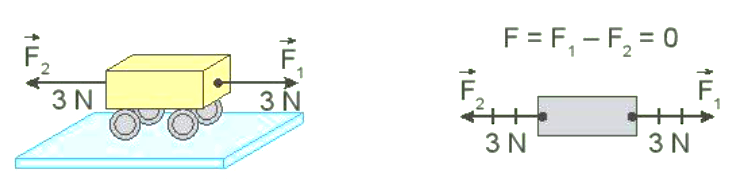 F₂ F₁
3 N 3 N
F = F₁ – F₂ = 0
F₂ F₁
3 N 3 N